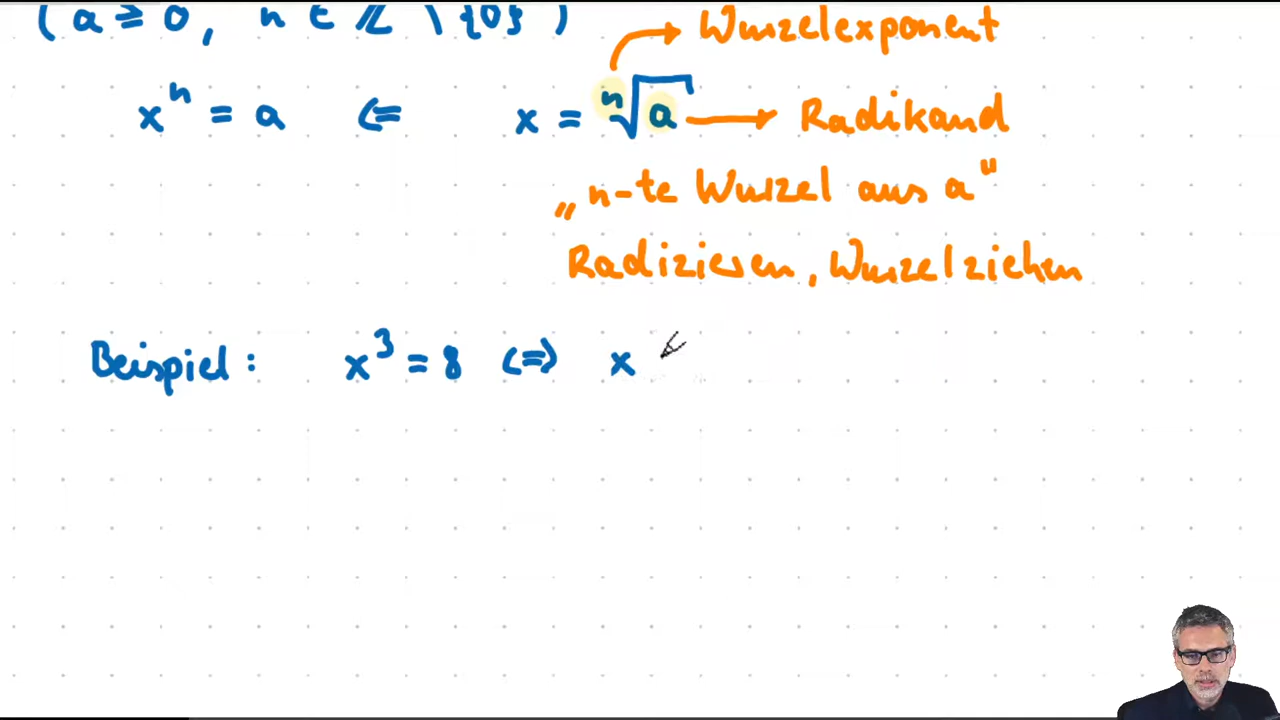 (a ≥ 0, n ∈ ℤ \ {0})
Wurzelexponent
xⁿ = a ⇐ x = ⁿ√a → Radikand
„n-te Wurzel aus a"
Radizieren, Wurzelziehen
Beispiel: x³ = 8 ⇔ x